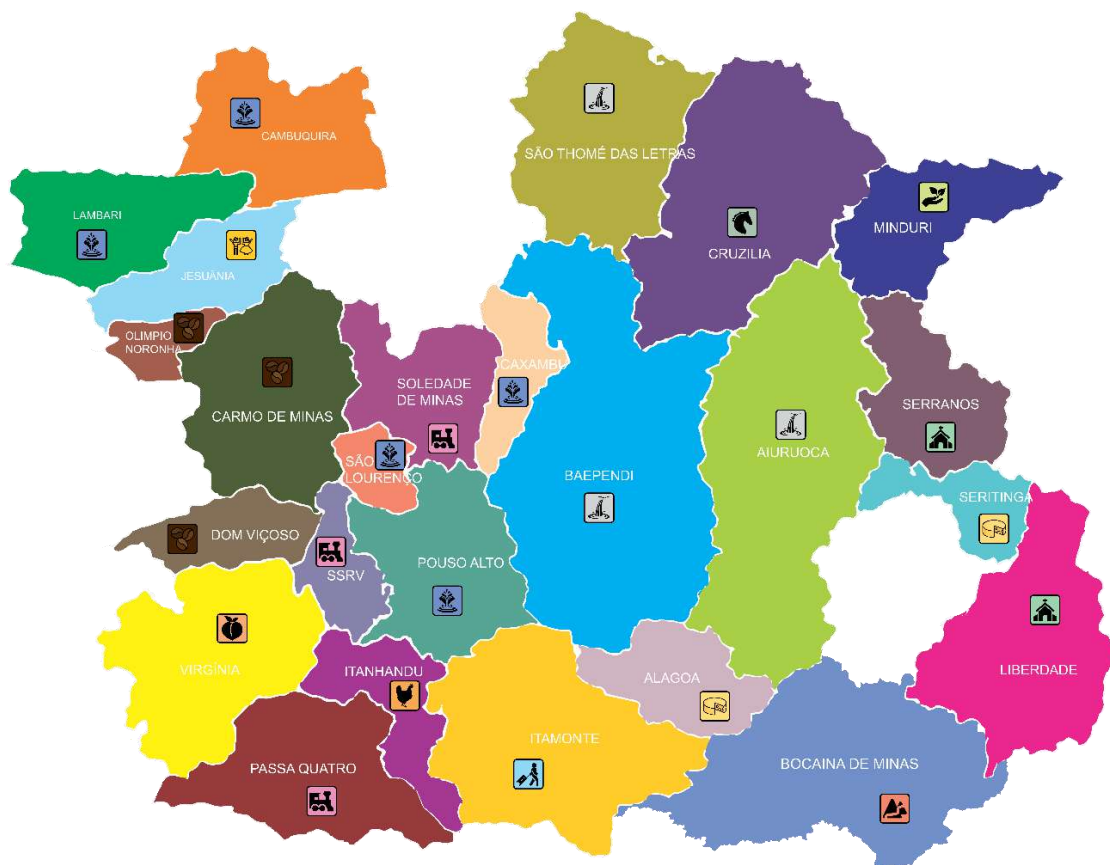 CAMBUQUIRA
SÃO THOMÉ DAS LETRAS
LAMBARI
MINDURI
CRUZILIA
JESUÂNIA
OLIMPIO
NORONHA
CAXAMBU
SOLEDADE
DE MINAS
CARMO DE MINAS
SERRANOS
AIURUOCA
SÃO
LOURENÇO
BAEPENDI
SERITINGA
DOM VIÇOSO
POUSO ALTO
SSRV
VIRGÍNIA
ITANHANDU
ALAGOA
LIBERDADE
ITAMONTE
PASSA QUATRO
BOCAINA DE MINAS